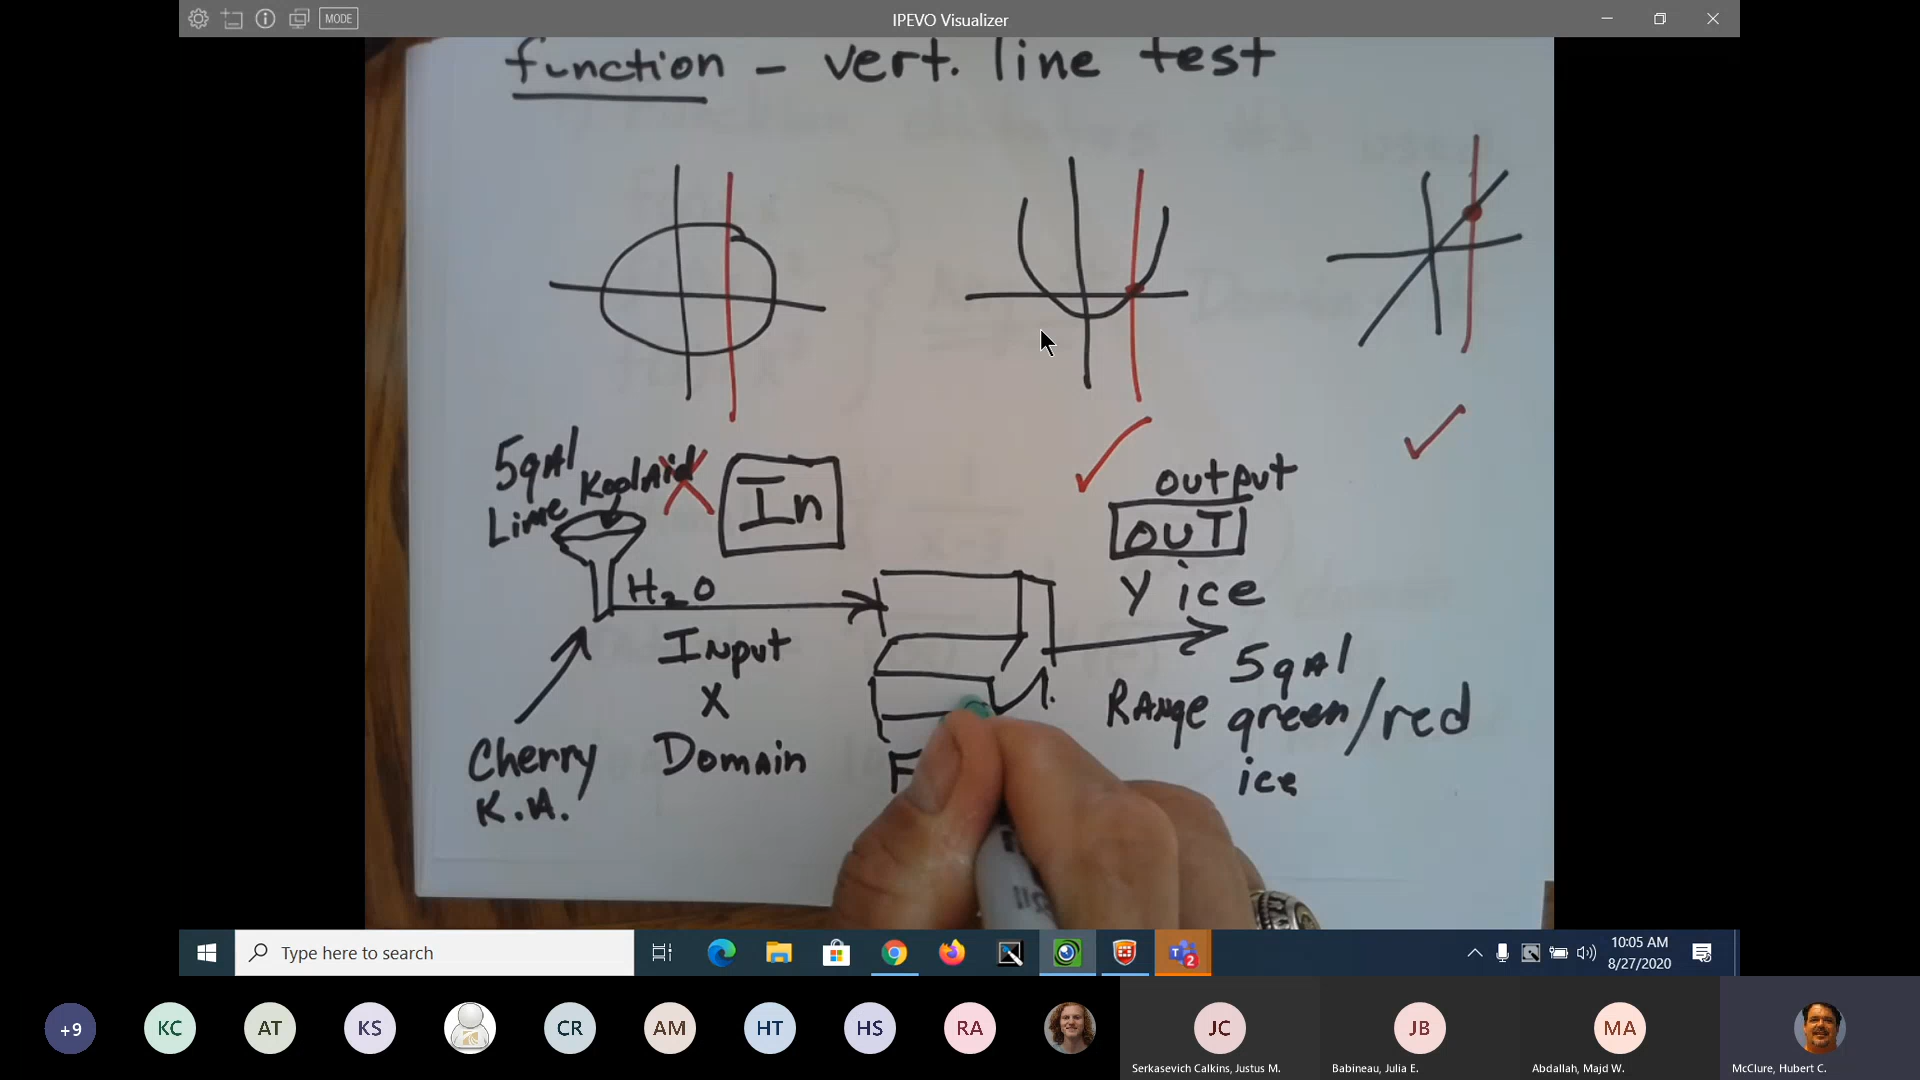 MODE
IPEVO Visualizer
function - vert. line test
5gal
Lime KoolAid
In
output
OUT
H₂O
Y ice
Input
X
Domain
5gal
Range green/red
ice
Cherry
K.A.
F
Type here to search
2
10:05 AM
8/27/2020
+9
KC
AT
KS
CR
AM
HT
HS
RA
JC
JB
MA
Serkasevich Calkins, Justus M.
Babineau, Julia E.
Abdallah, Majd W.
McClure, Hubert C.